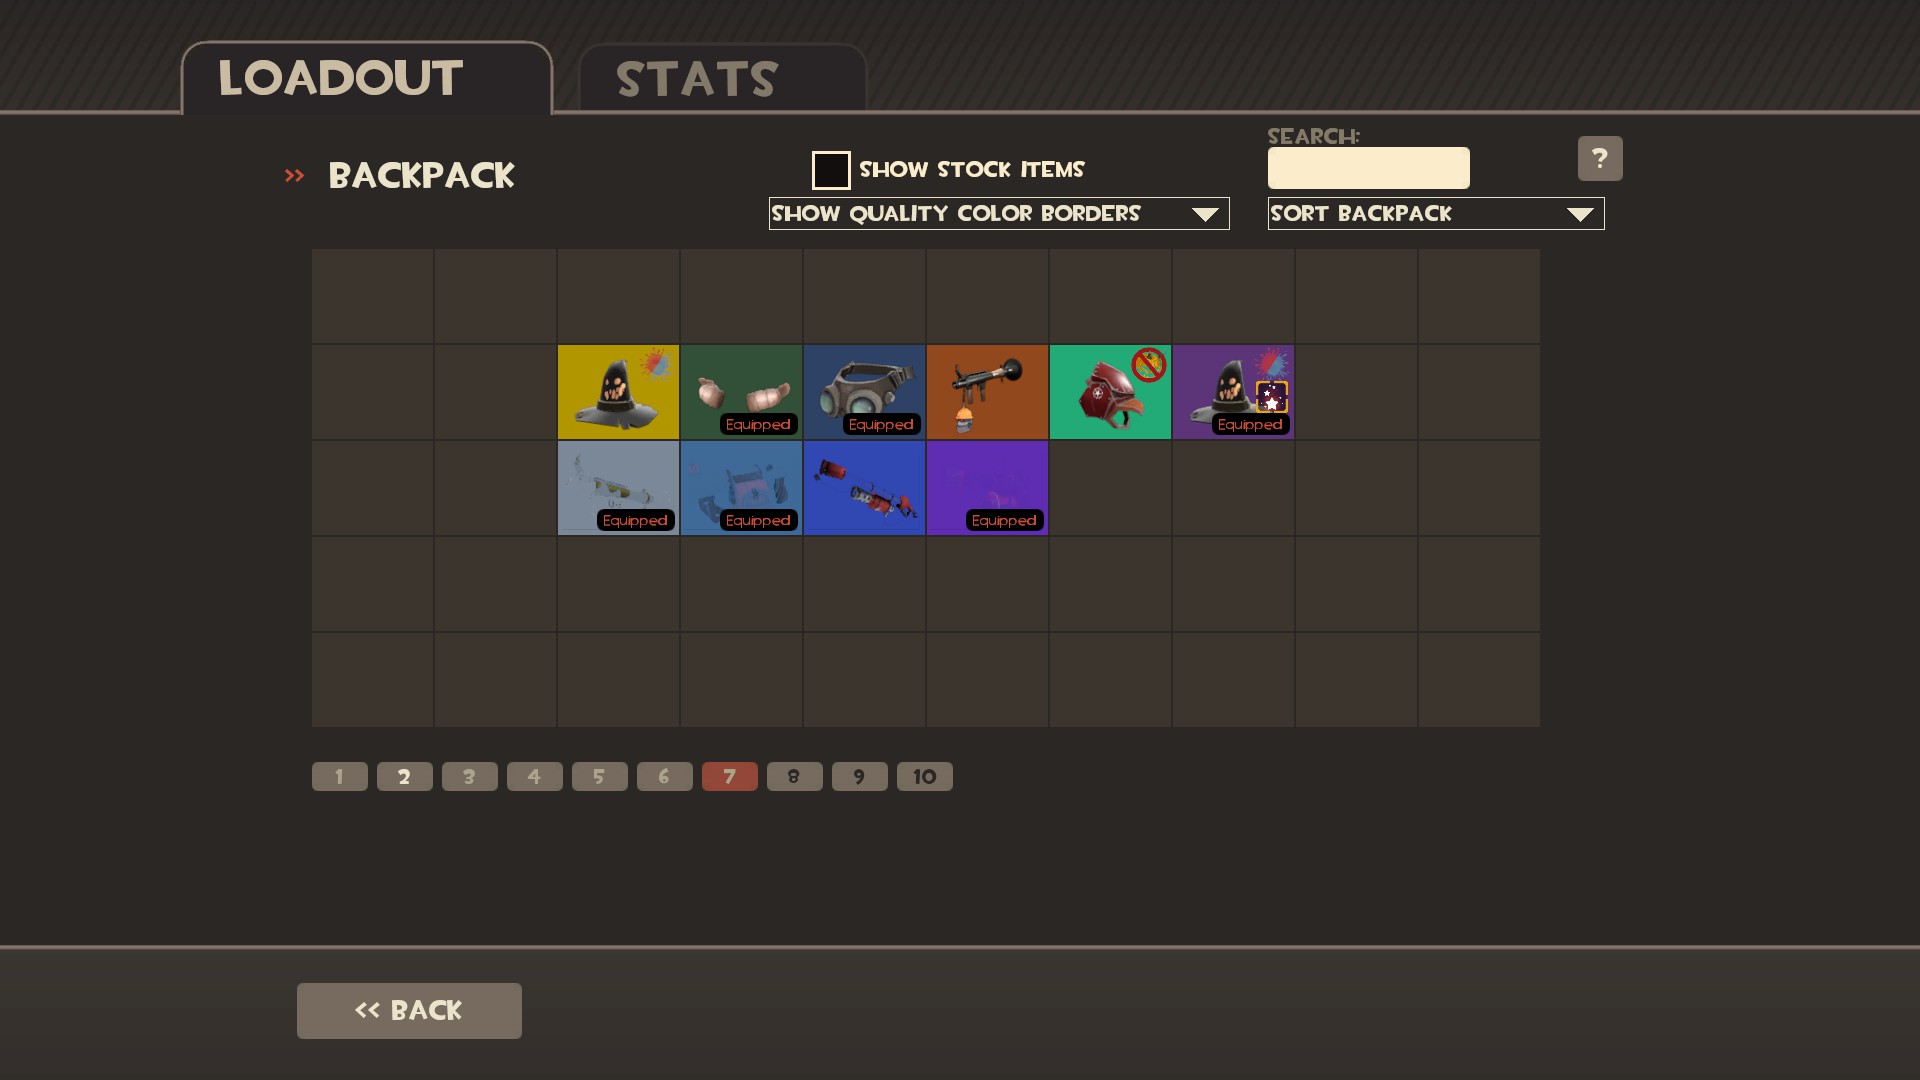 LOADOUT
STATS
>> BACKPACK
SHOW STOCK ITEMS
SEARCH:
?
SHOW QUALITY COLOR BORDERS
SORT BACKPACK
Equipped
Equipped
Equipped
Equipped
Equipped
Equipped
1 2 3 4 5 6 7 8 9 10
<< BACK